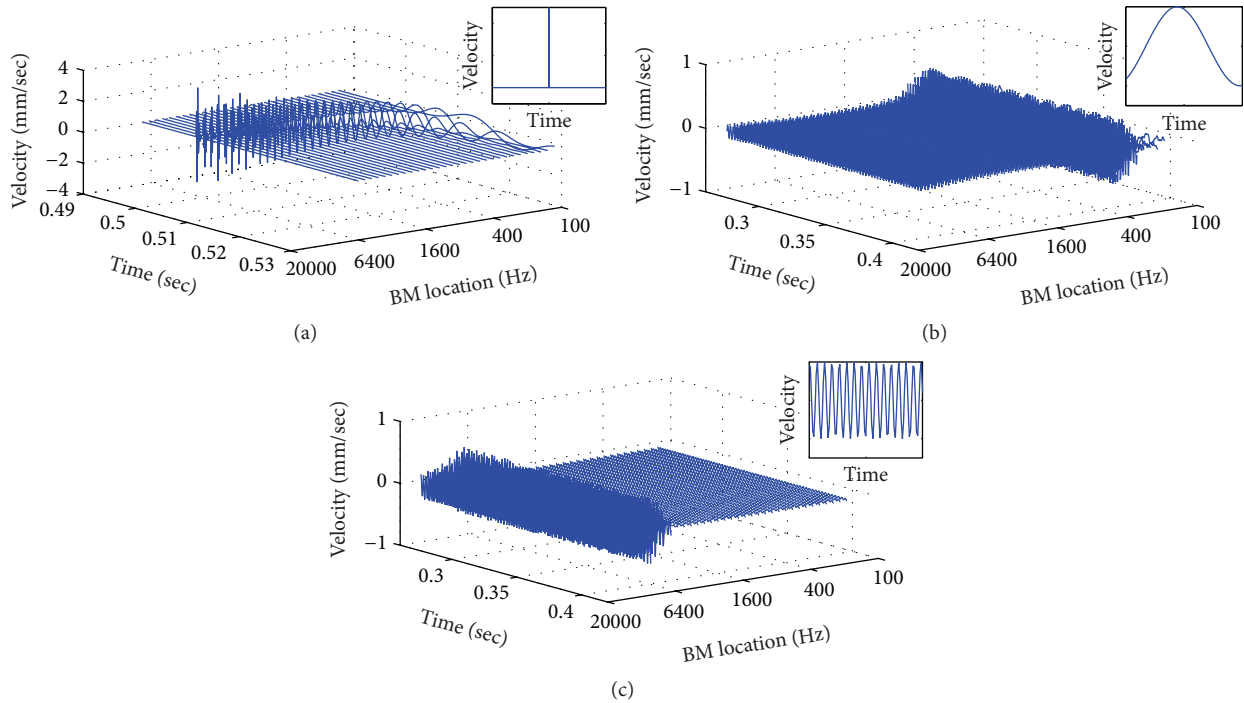 Velocity (mm/sec)
4
2
0
−2
−4
0.49
0.5
0.51
0.52
0.53
Time (sec)
20000
6400
1600
400
100
BM location (Hz)
Velocity
Time
(a)
Velocity (mm/sec)
1
0
−1
0.3
0.35
0.4
Time (sec)
20000
6400
1600
400
100
BM location (Hz)
Velocity
Time
(b)
Velocity (mm/sec)
1
0
−1
0.3
0.35
0.4
Time (sec)
20000
6400
1600
400
100
BM location (Hz)
Velocity
Time
(c)